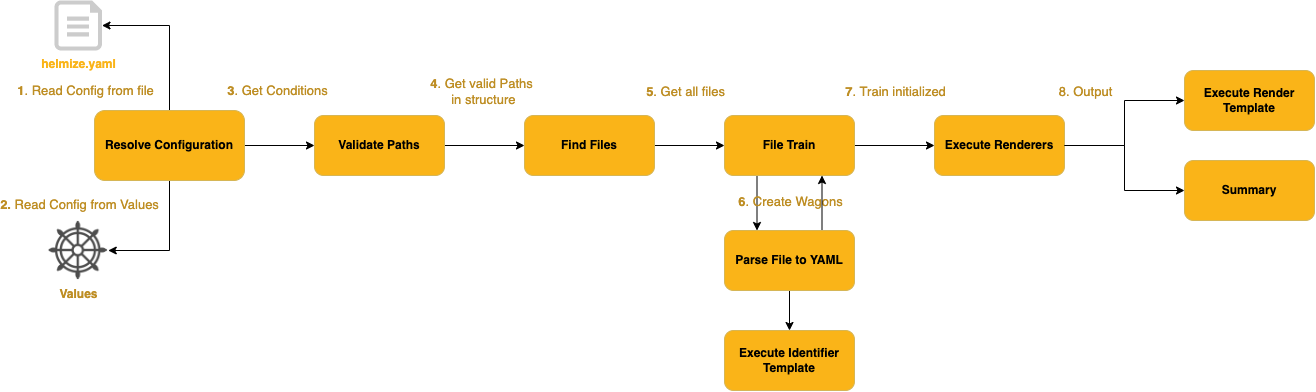 helmize.yaml
1. Read Config from file
Resolve Configuration
2. Read Config from Values
Values
3. Get Conditions
Validate Paths
4. Get valid Paths
in structure
Find Files
5. Get all files
File Train
6. Create Wagons
Parse File to YAML
Execute Identifier
Template
7. Train initialized
Execute Renderers
8. Output
Execute Render
Template
Summary